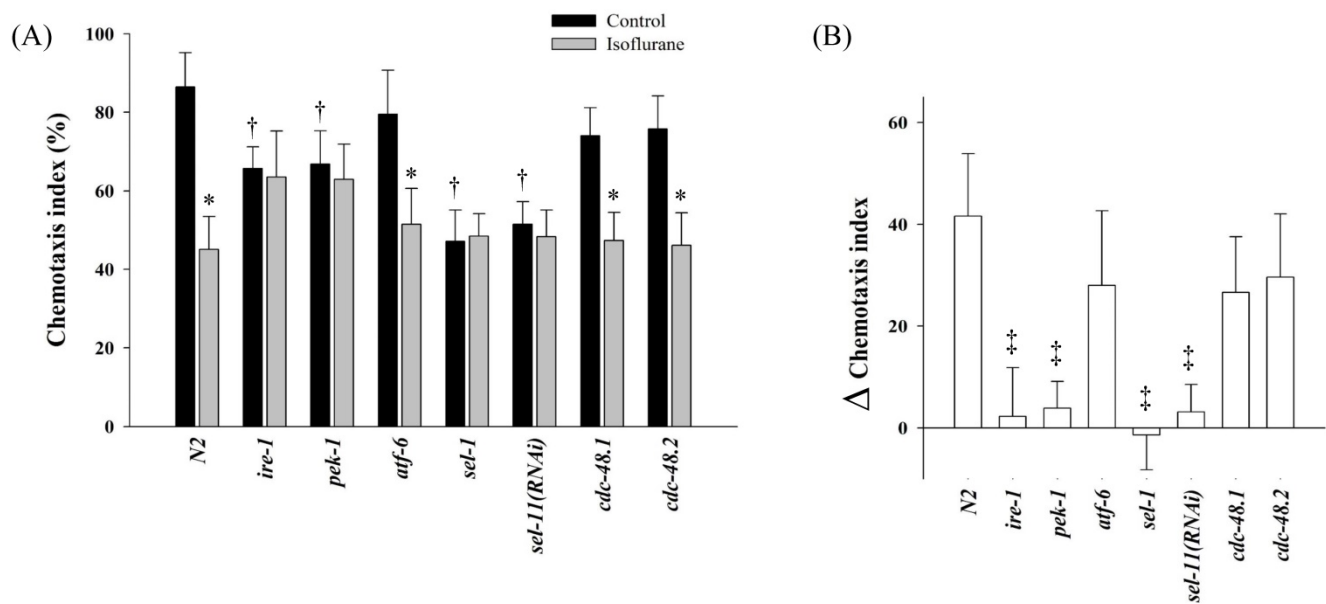 (A)
Control
Isoflurane
Chemotaxis index (%)
100
80
60
40
20
0
*
†
†
*
†
†
*
*
N2
ire-1
pek-1
atf-6
sel-1
sel-11(RNAi)
cdc-48.1
cdc-48.2
(B)
Δ Chemotaxis index
60
40
20
0
‡
‡
‡
‡
N2
ire-1
pek-1
atf-6
sel-1
sel-11(RNAi)
cdc-48.1
cdc-48.2